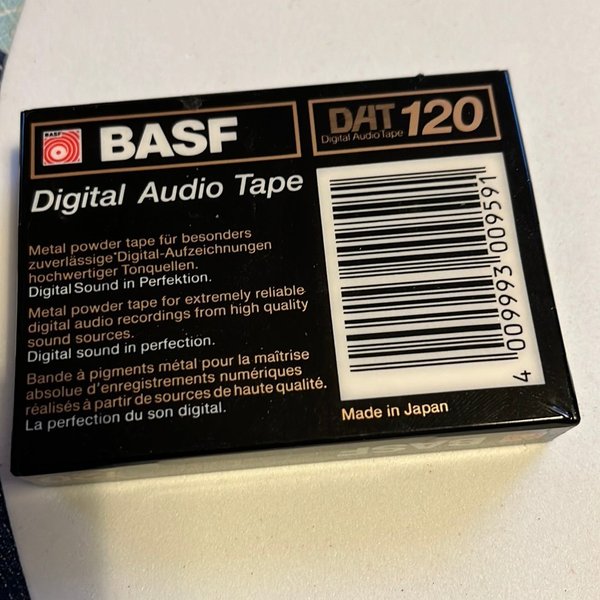 BASF
BASF
DAT 120
Digital Audio Tape
Digital Audio Tape
Metal powder tape für besonders
zuverlässige Digital-Aufzeichnungen
hochwertiger Tonquellen.
Digital Sound in Perfektion.
Metal powder tape for extremely reliable
digital audio recordings from high quality
sound sources.
Digital sound in perfection.
Bande à pigments métal pour la maîtrise
absolue d'enregistrements numériques
réalisés à partir de sources de haute qualité.
La perfection du son digital.
4 009993 009591
Made in Japan
BASF